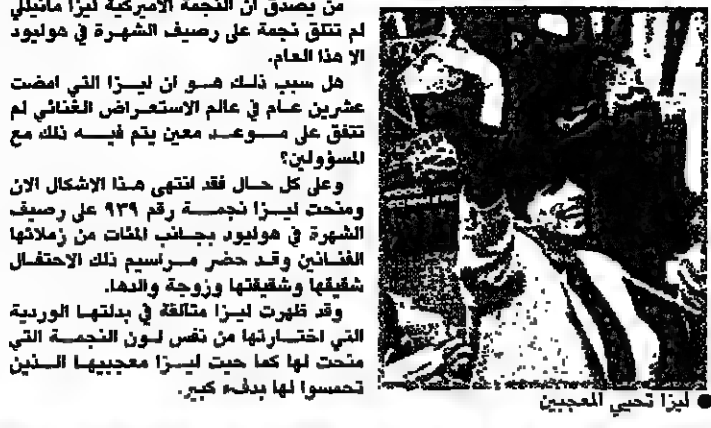 من يصدق ان النجمة الاميركية ليزا مانيللي
لم تتلق نجمة على رصيف الشهرة في هوليود
الا هذا العام.
هل سبب ذلك هو ان ليزا التي امضت
عشرين عام في عالم الاستعراض الغنائي لم
تتفق على موعد معين يتم فيه ذلك مع
المسؤولين؟
وعلى كل حال فقد انتهى هذا الاشكال الان
ومنحت ليزا نجمة رقم ٩٣٩ على رصيف
الشهرة في هوليود بجانب المئات من زملائها
الفنانين وقد حضر مراسيم ذلك الاحتفال
شقيقها وشقيقتها وزوجة والدها.
وقد ظهرت ليزا متألقة في بدلتها الوردية
التي اختارتها من نفس لون النجمة التي
منحت لها كما حيت ليزا معجبيها الذين
تحمسوا لها بدفء كبير.
● ليزا تحيي المعجبين